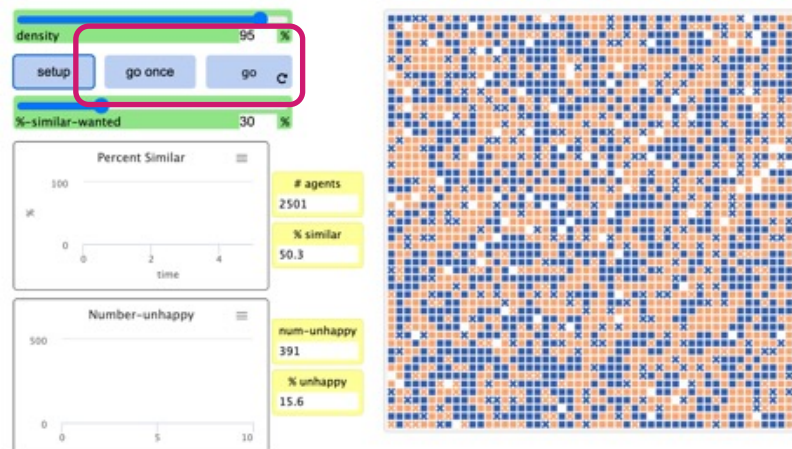 density 95 %
setup go once go
%-similar-wanted 30 %
Percent Similar
100
%
0
0 2 4
time
# agents
2501
% similar
50.3
Number-unhappy
500
0
0 5 10
num-unhappy
391
% unhappy
15.6